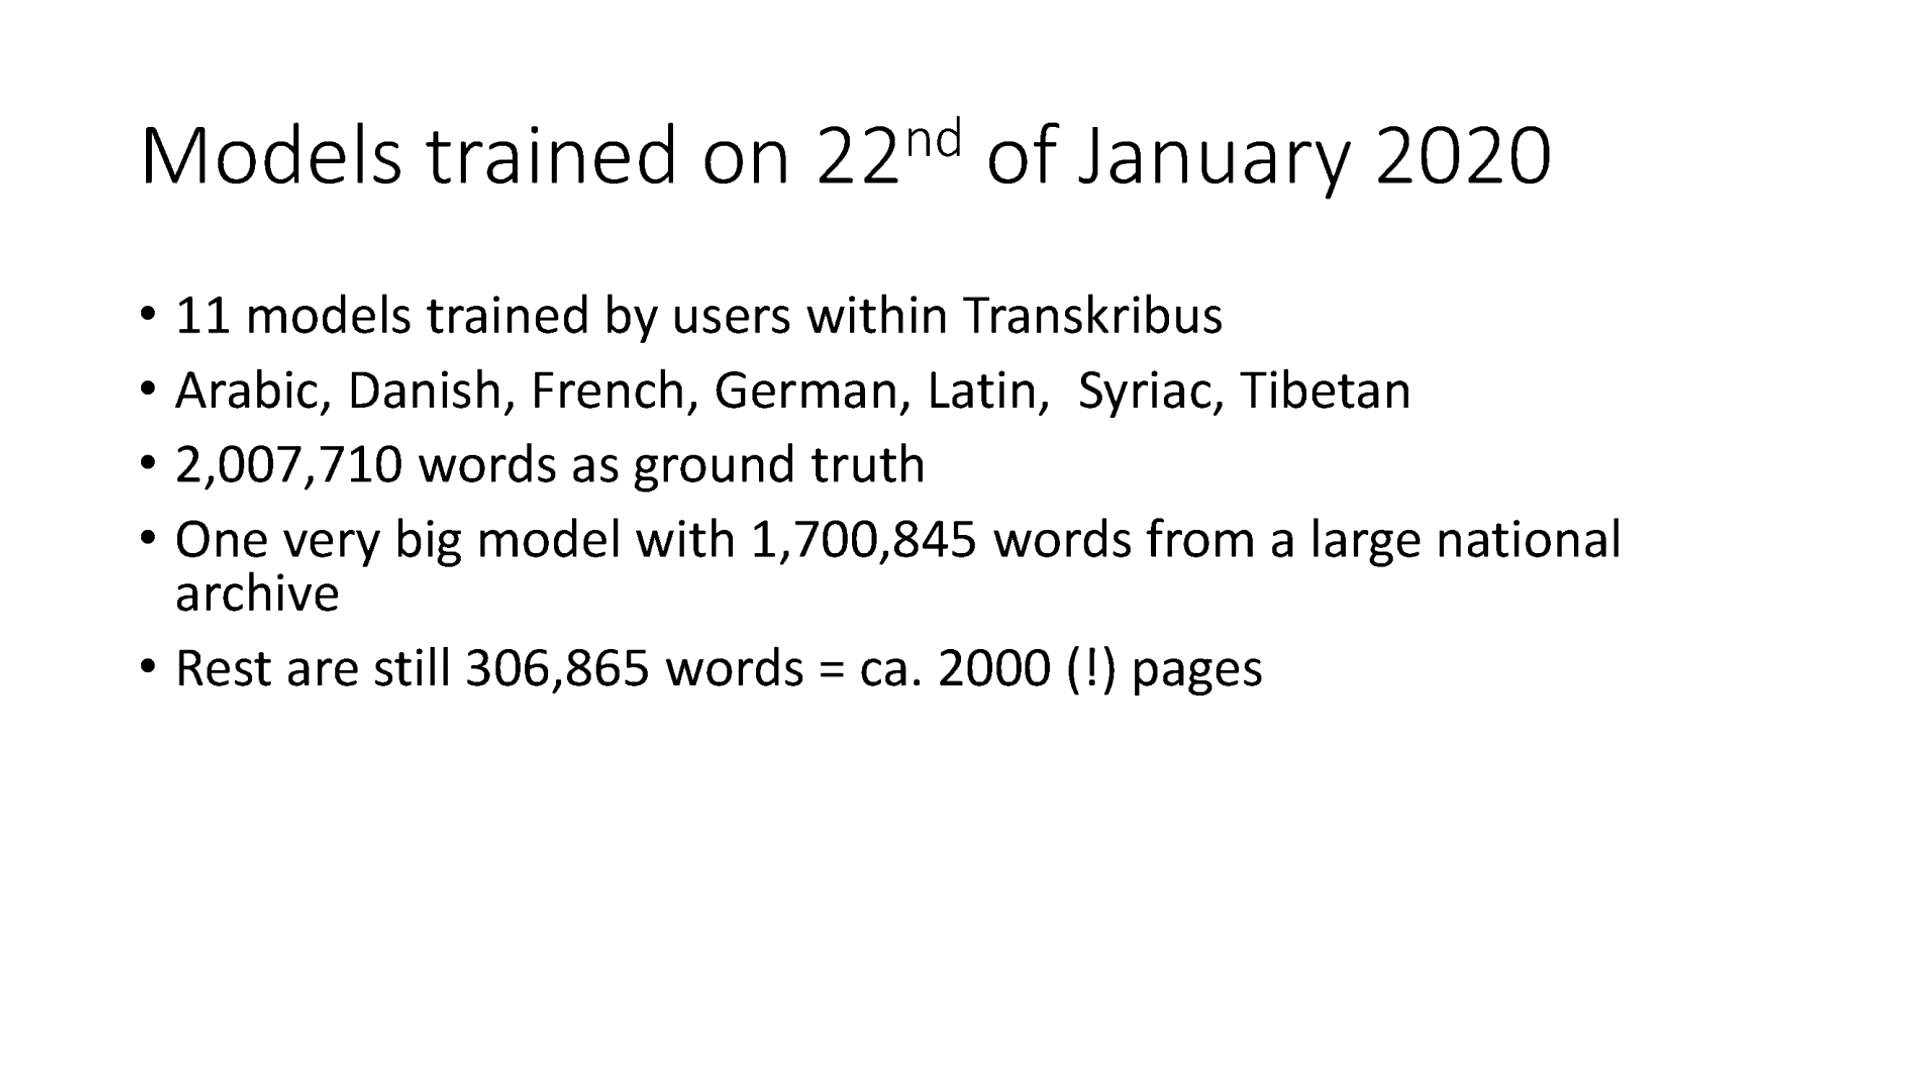 Models trained on 22nd of January 2020
• 11 models trained by users within Transkribus
• Arabic, Danish, French, German, Latin,  Syriac, Tibetan
• 2,007,710 words as ground truth
• One very big model with 1,700,845 words from a large national
archive
• Rest are still 306,865 words = ca. 2000 (!) pages